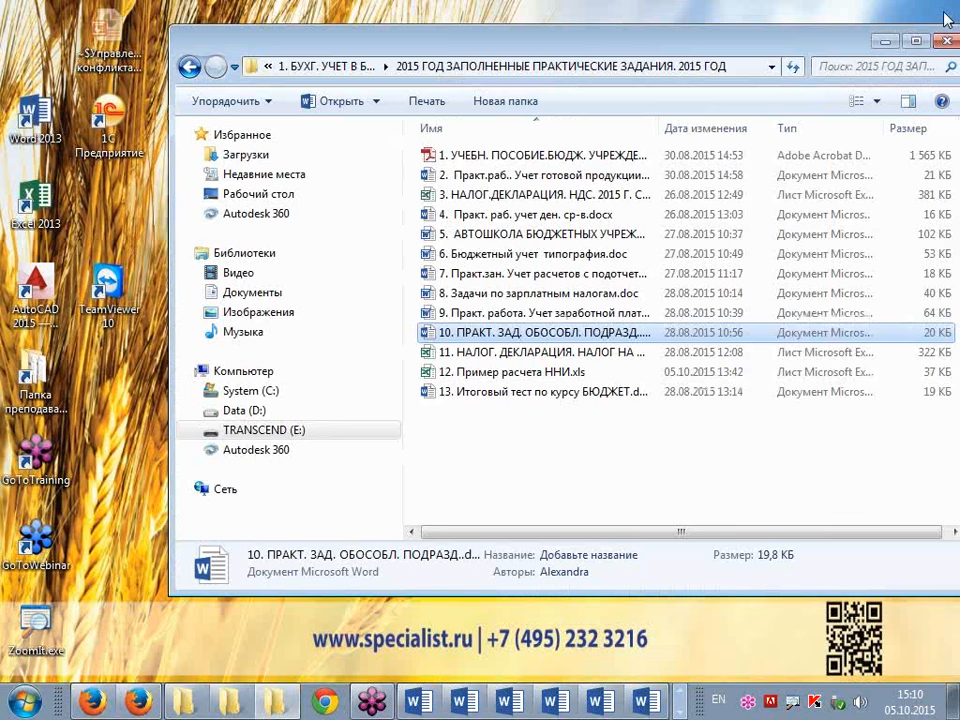 ~$Управле...
конфликта...
Word 2013
1С
Предприятие
Excel 2013
AutoCAD
2015 —...
TeamViewer
10
Папка
преподава...
GoToTraining
GoToWebinar
ZoomIt.exe
« 1. БУХГ. УЧЕТ В Б... ▸ 2015 ГОД ЗАПОЛНЕННЫЕ ПРАКТИЧЕСКИЕ ЗАДАНИЯ. 2015 ГОД
Поиск: 2015 ГОД ЗАП...
Упорядочить Открыть Печать Новая папка
Имя Дата изменения Тип Размер
Избранное
Загрузки
Недавние места
Рабочий стол
Autodesk 360
Библиотеки
Видео
Документы
Изображения
Музыка
Компьютер
System (C:)
Data (D:)
TRANSCEND (E:)
Autodesk 360
Сеть
1. УЧЕБН. ПОСОБИЕ.БЮДЖ. УЧРЕЖДЕ... 30.08.2015 14:53 Adobe Acrobat D... 1 565 КБ
2. Практ.раб.. Учет готовой продукции... 30.08.2015 14:58 Документ Micros... 21 КБ
3. НАЛОГ.ДЕКЛАРАЦИЯ. НДС. 2015 Г. С... 26.08.2015 12:49 Лист Microsoft Ex... 381 КБ
4. Практ. раб. учет ден. ср-в.docx 26.08.2015 13:03 Документ Micros... 16 КБ
5. АВТОШКОЛА БЮДЖЕТНЫХ УЧРЕЖ... 27.08.2015 10:37 Документ Micros... 102 КБ
6. Бюджетный учет типография.doc 27.08.2015 10:49 Документ Micros... 53 КБ
7. Практ.зан. Учет расчетов с подотчет... 27.08.2015 11:17 Документ Micros... 18 КБ
8. Задачи по зарплатным налогам.doc 28.08.2015 10:14 Документ Micros... 40 КБ
9. Практ. работа. Учет заработной плат... 28.08.2015 10:39 Документ Micros... 64 КБ
10. ПРАКТ. ЗАД. ОБОСОБЛ. ПОДРАЗД..... 28.08.2015 10:56 Документ Micros... 20 КБ
11. НАЛОГ. ДЕКЛАРАЦИЯ. НАЛОГ НА ... 28.08.2015 12:08 Лист Microsoft Ex... 322 КБ
12. Пример расчета ННИ.xls 05.10.2015 13:42 Лист Microsoft Ex... 37 КБ
13. Итоговый тест по курсу БЮДЖЕТ.d... 28.08.2015 13:14 Документ Micros... 19 КБ
10. ПРАКТ. ЗАД. ОБОСОБЛ. ПОДРАЗД..d... Название: Добавьте название Размер: 19,8 КБ
Документ Microsoft Word Авторы: Alexandra
www.specialist.ru | +7 (495) 232 3216
EN
15:10
05.10.2015